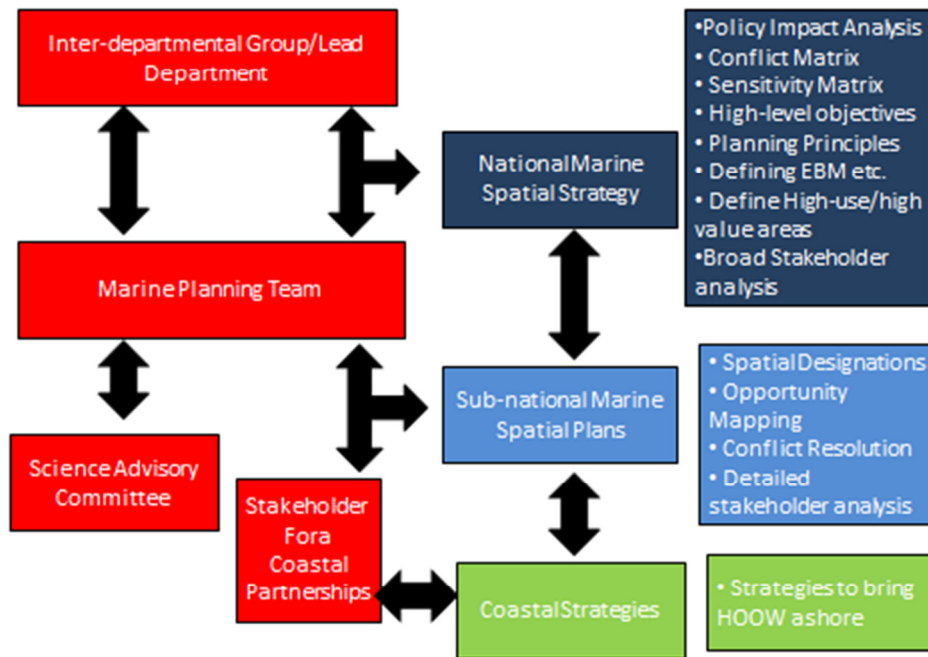 Inter-departmental Group/Lead
Department
Marine Planning Team
Science Advisory
Committee
Stakeholder
Fora
Coastal
Partnerships
National Marine
Spatial Strategy
Sub-national Marine
Spatial Plans
Coastal Strategies
•Policy Impact Analysis
• Conflict Matrix
• Sensitivity Matrix
• High-level objectives
• Planning Principles
• Defining EBM etc.
• Define High-use/high
value areas
•Broad Stakeholder
analysis
• Spatial Designations
• Opportunity
Mapping
• Conflict Resolution
• Detailed
stakeholder analysis
• Strategies to bring
HOOW ashore